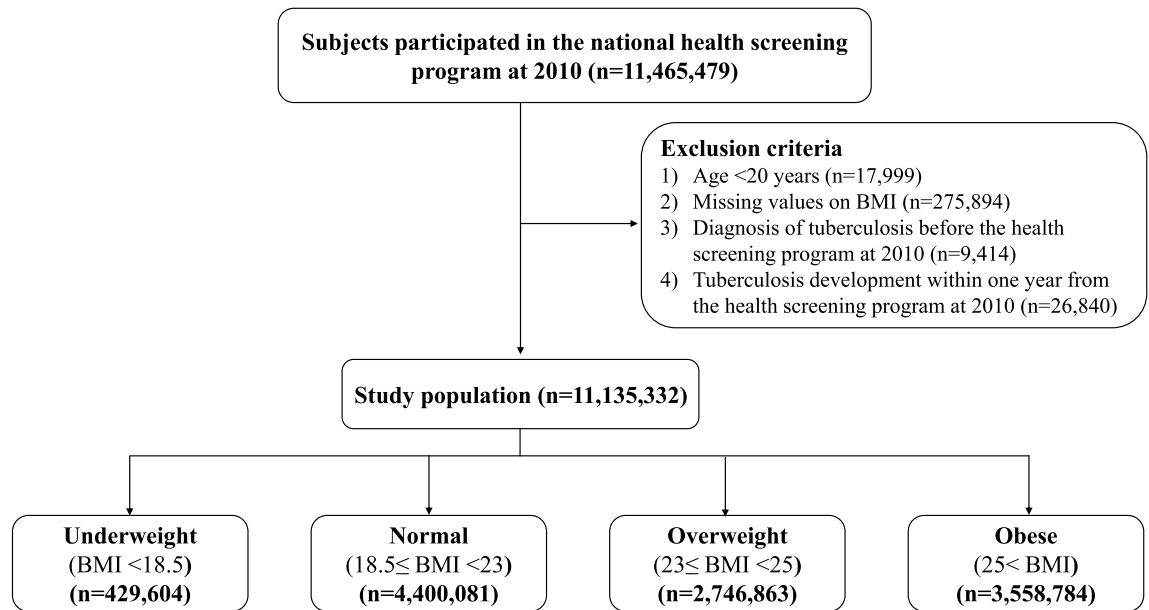 Subjects participated in the national health screening
program at 2010 (n=11,465,479)
Exclusion criteria
1) Age <20 years (n=17,999)
2) Missing values on BMI (n=275,894)
3) Diagnosis of tuberculosis before the health
screening program at 2010 (n=9,414)
4) Tuberculosis development within one year from
the health screening program at 2010 (n=26,840)
Study population (n=11,135,332)
Underweight
(BMI <18.5)
(n=429,604)
Normal
(18.5≤ BMI <23)
(n=4,400,081)
Overweight
(23≤ BMI <25)
(n=2,746,863)
Obese
(25< BMI)
(n=3,558,784)